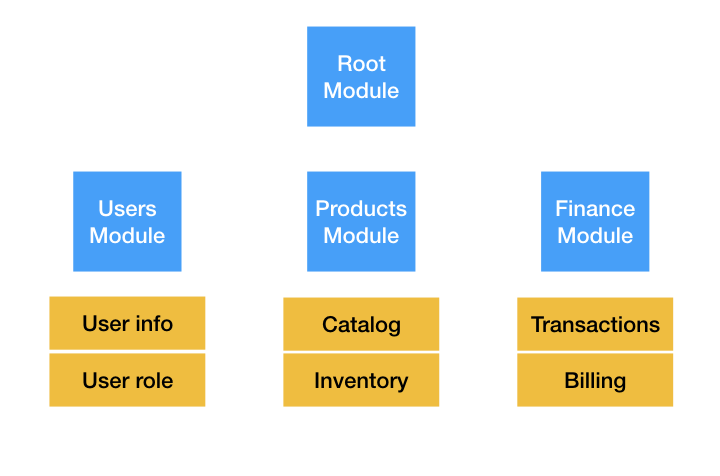 Root
Module
Users
Module
Products
Module
Finance
Module
User info
Catalog
Transactions
User role
Inventory
Billing